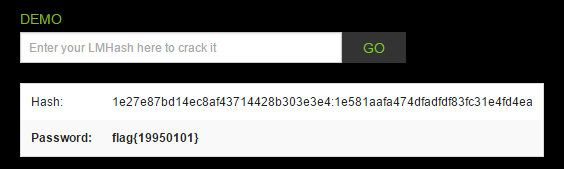 DEMO
Enter your LMHash here to crack it GO
Hash: 1e27e87bd14ec8af43714428b303e3e4:1e581aafa474dfadfdf83fc31e4fd4ea
Password: flag{19950101}